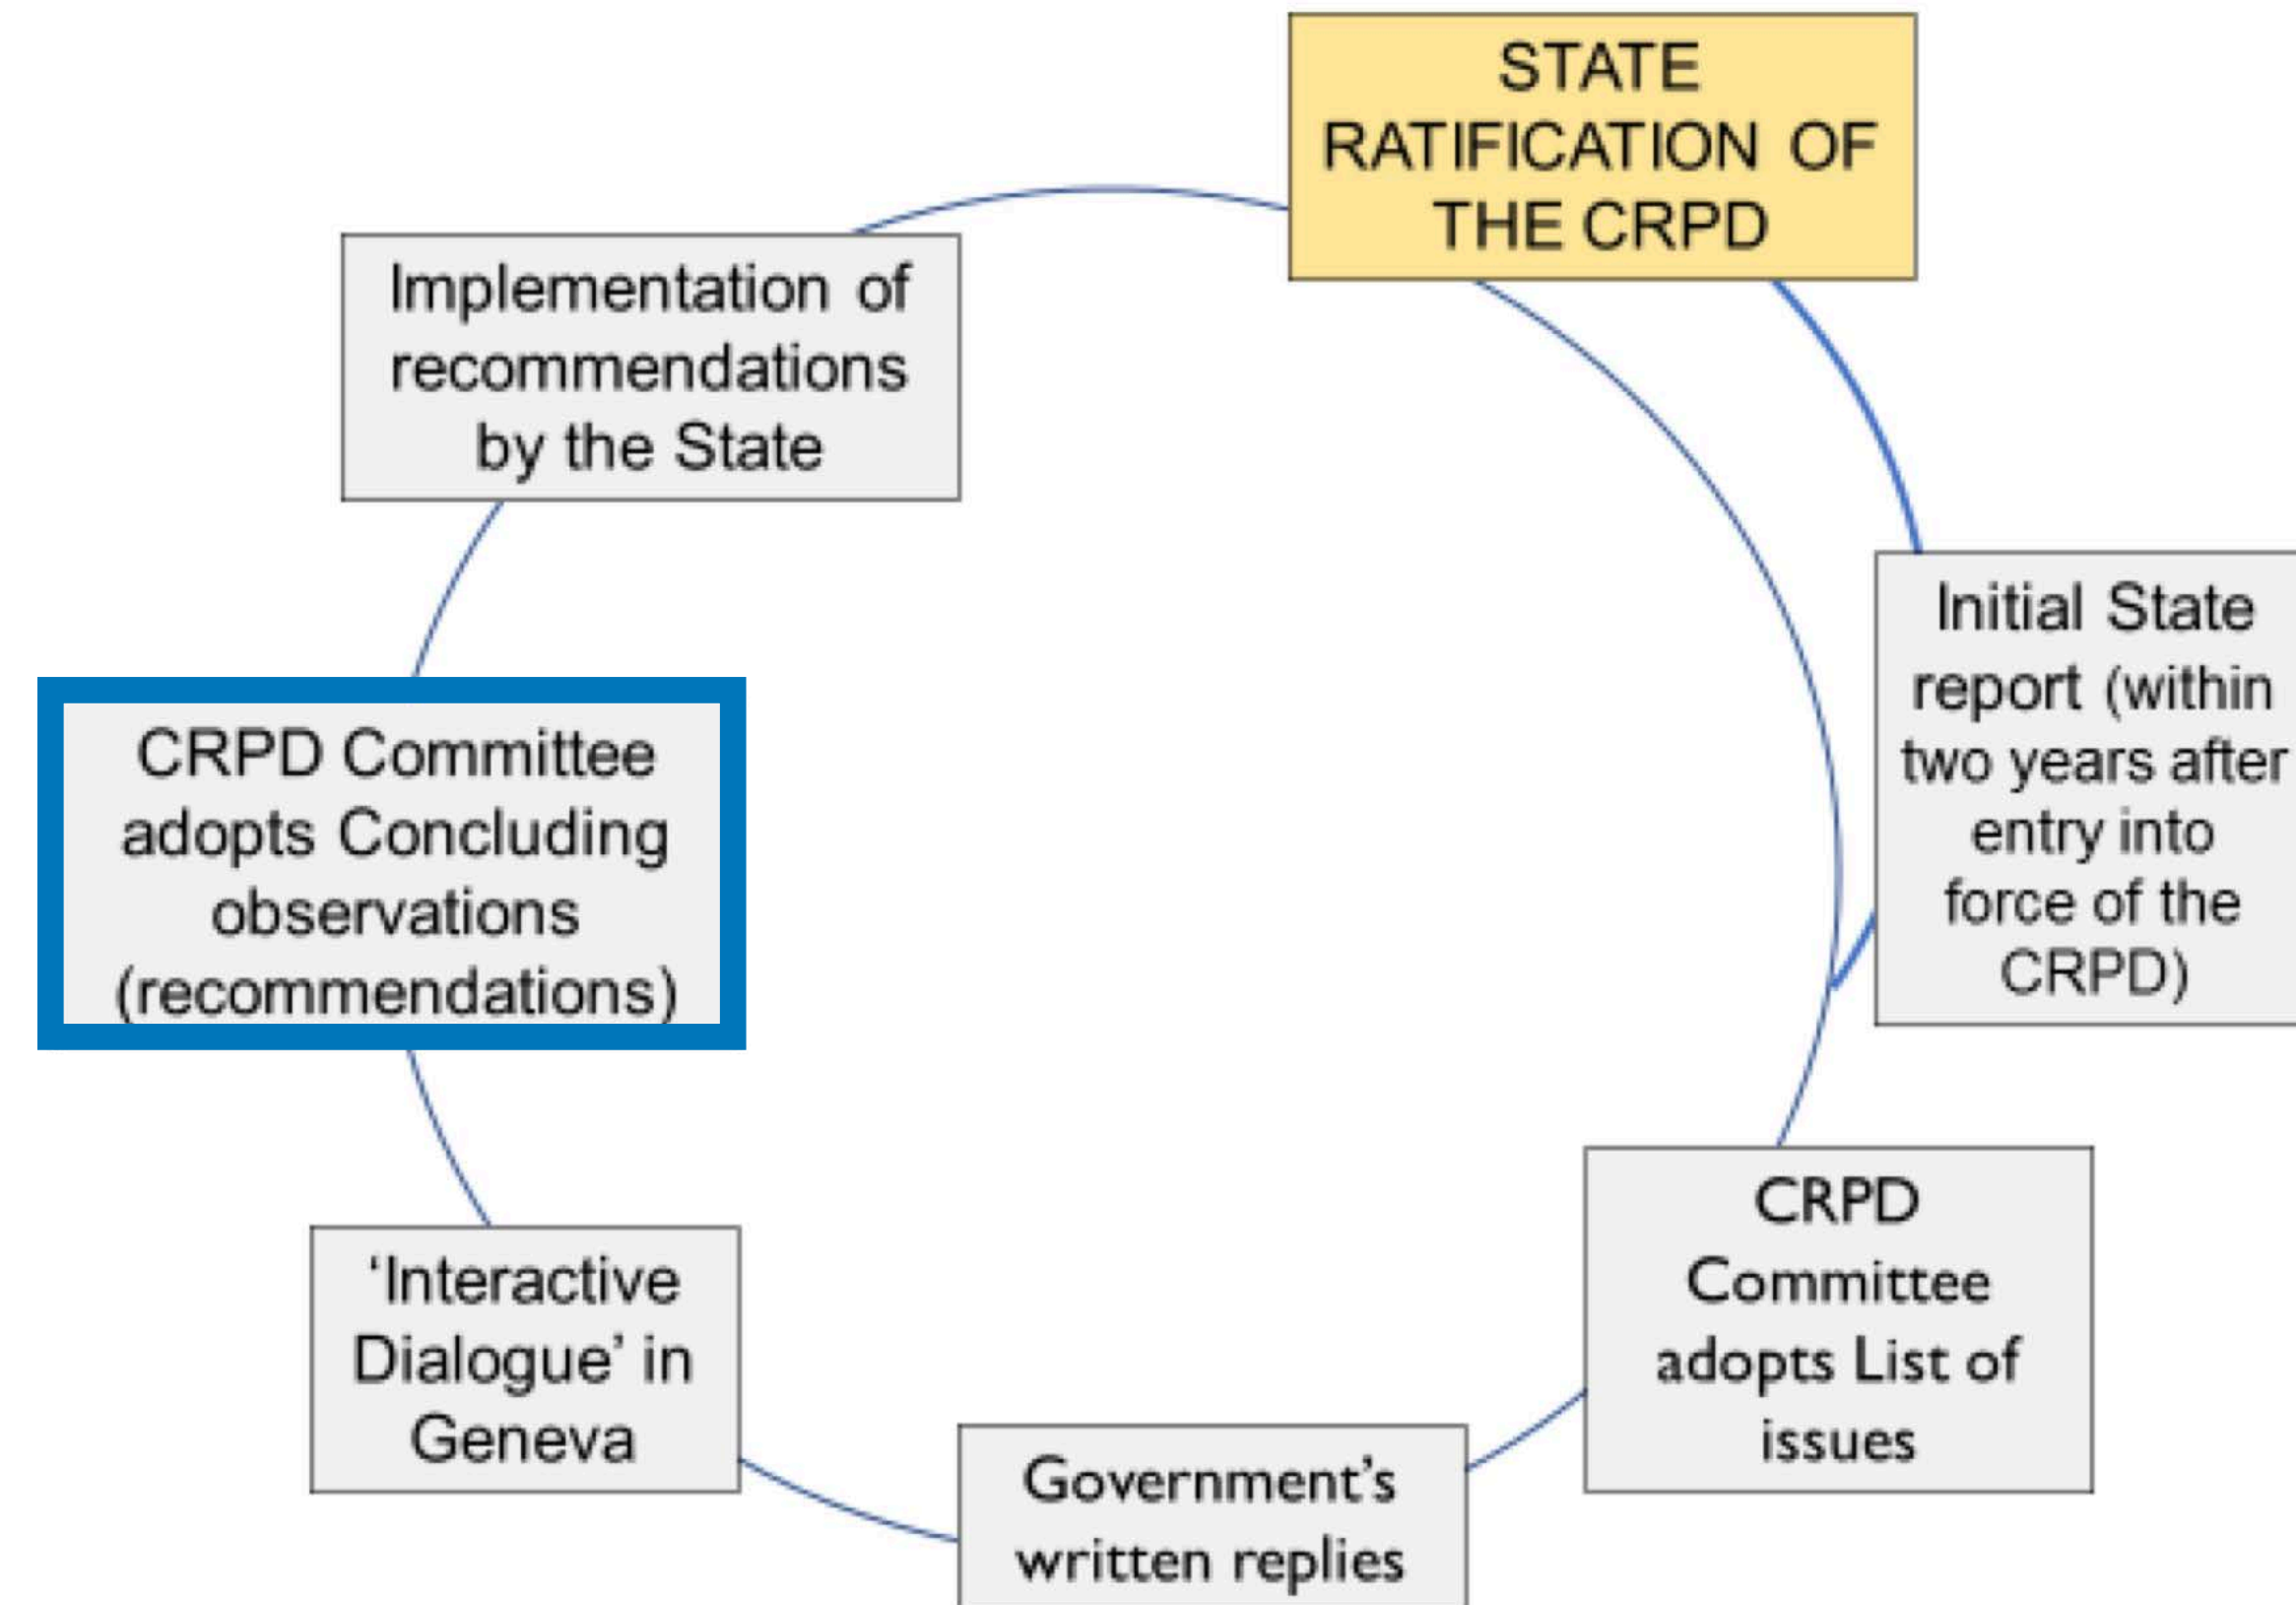 STATE
RATIFICATION OF
THE CRPD
Initial State
report (within
two years after
entry into
force of the
CRPD)
CRPD
Committee
adopts List of
issues
Government’s
written replies
‘Interactive
Dialogue’ in
Geneva
CRPD Committee
adopts Concluding
observations
(recommendations)
Implementation of
recommendations
by the State